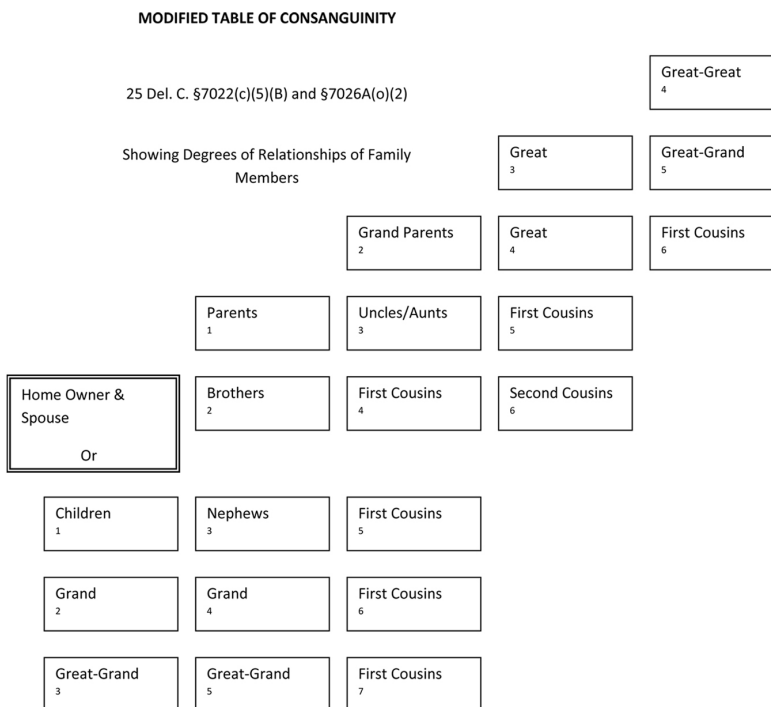 MODIFIED TABLE OF CONSANGUINITY
25 Del. C. §7022(c)(5)(B) and §7026A(o)(2)
Great-Great
4
Showing Degrees of Relationships of Family
Members
Great
3
Great-Grand
5
Grand Parents
2
Great
4
First Cousins
6
Parents
1
Uncles/Aunts
3
First Cousins
5
Home Owner &
Spouse
Or
Brothers
2
First Cousins
4
Second Cousins
6
Children
1
Nephews
3
First Cousins
5
Grand
2
Grand
4
First Cousins
6
Great-Grand
3
Great-Grand
5
First Cousins
7